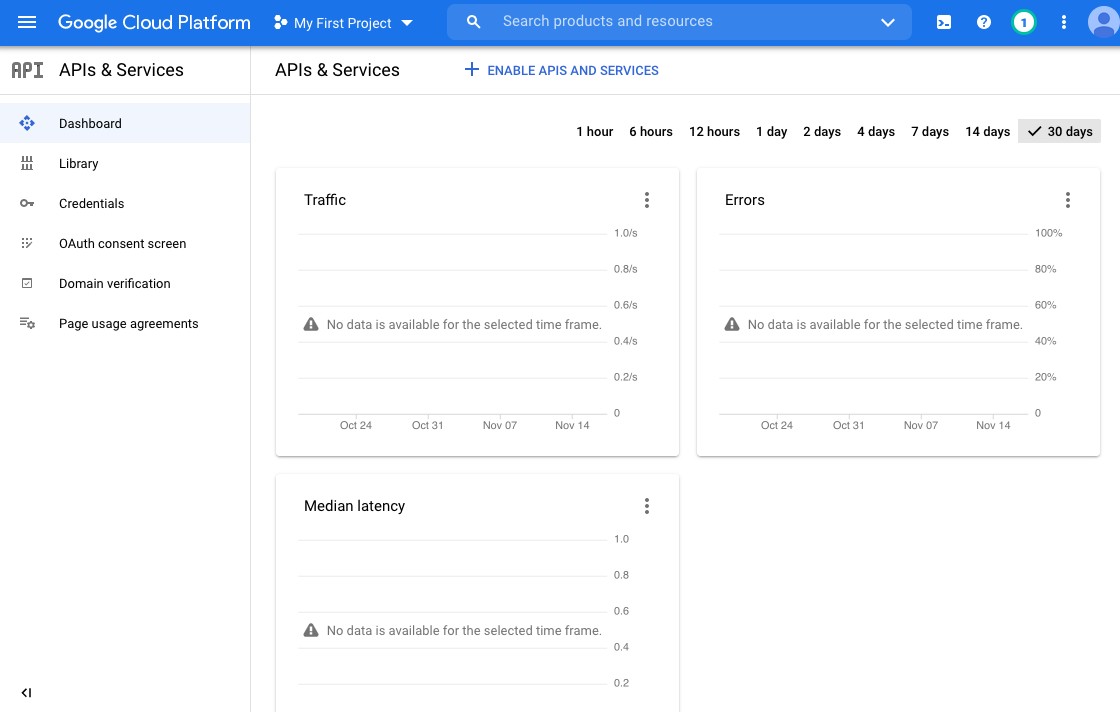 Google Cloud Platform
My First Project
Search products and resources
1
API
APIs & Services
APIs & Services
ENABLE APIS AND SERVICES
Dashboard
Library
Credentials
OAuth consent screen
Domain verification
Page usage agreements
1 hour 6 hours 12 hours 1 day 2 days 4 days 7 days 14 days 30 days
Traffic
1.0/s
0.8/s
0.6/s
No data is available for the selected time frame.
0.4/s
0.2/s
0
Oct 24 Oct 31 Nov 07 Nov 14
Errors
100%
80%
60%
No data is available for the selected time frame.
40%
20%
0
Oct 24 Oct 31 Nov 07 Nov 14
Median latency
1.0
0.8
0.6
No data is available for the selected time frame.
0.4
0.2